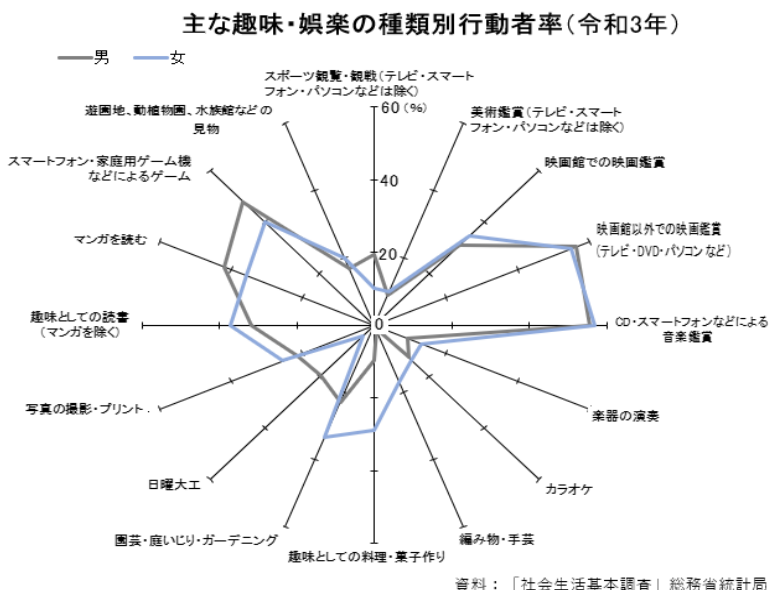 主な趣味・娯楽の種類別行動者率(令和3年)
男
女
スポーツ観覧・観戦(テレビ・スマート
フォン・パソコンなどは除く)
60 (%)
40
20
0
美術鑑賞(テレビ・スマート
フォン・パソコンなどは除く)
映画館での映画鑑賞
映画館以外での映画鑑賞
(テレビ・DVD・パソコン など)
CD・スマートフォンなどによる
音楽鑑賞
楽器の演奏
カラオケ
編み物・手芸
趣味としての料理・菓子作り
園芸・庭いじり・ガーデニング
日曜大工
写真の撮影・プリント
趣味としての読書
(マンガを除く)
マンガを読む
スマートフォン・家庭用ゲーム機
などによるゲーム
遊園地、動植物園、水族館などの
見物
資料：「社会生活基本調査」総務省統計局